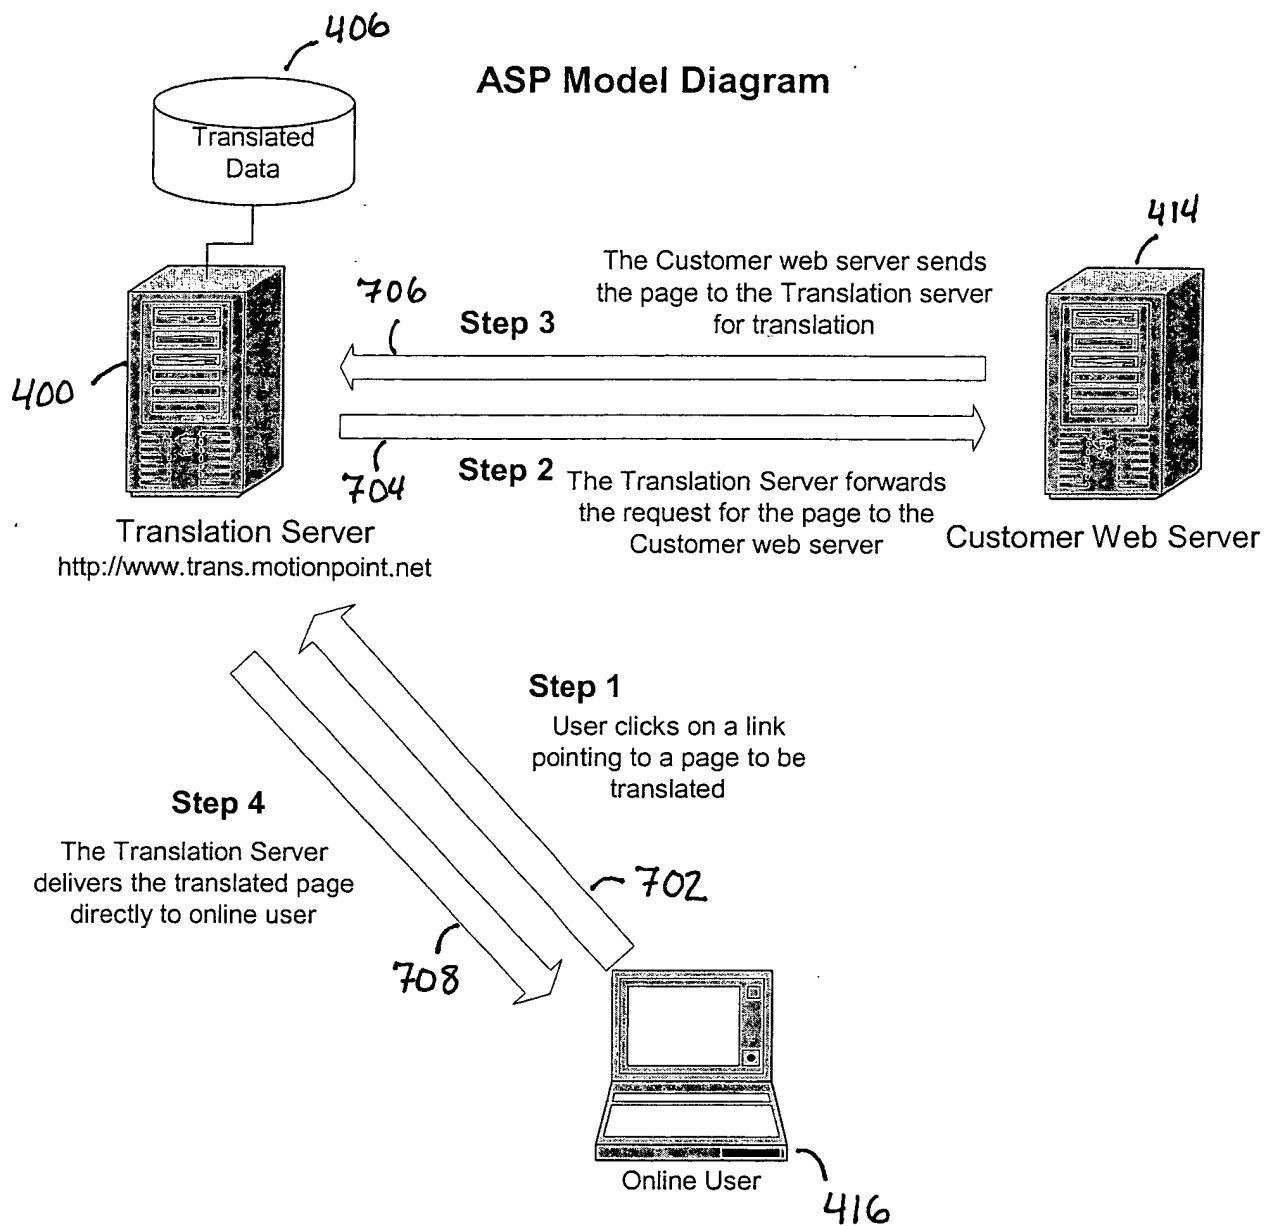 406
ASP Model Diagram
Translated
Data
414
The Customer web server sends
the page to the Translation server
for translation
706
Step 3
400
704
Step 2
The Translation Server forwards
the request for the page to the
Customer web server
Translation Server
http://www.trans.motionpoint.net
Customer Web Server
Step 1
User clicks on a link
pointing to a page to be
translated
Step 4
The Translation Server
delivers the translated page
directly to online user
702
708
Online User
416